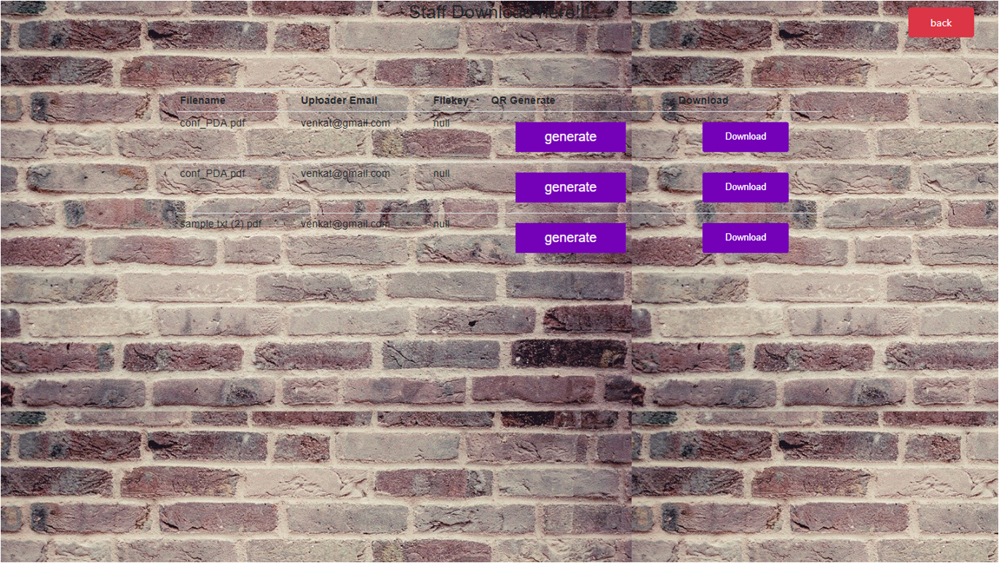 Staff Download Here!!!
back
Filename Uploader Email Filekey QR Generate Download
conf_PDA.pdf venkat@gmail.com null generate Download
conf_PDA.pdf venkat@gmail.com null generate Download
sample txt (2).pdf venkat@gmail.com null generate Download